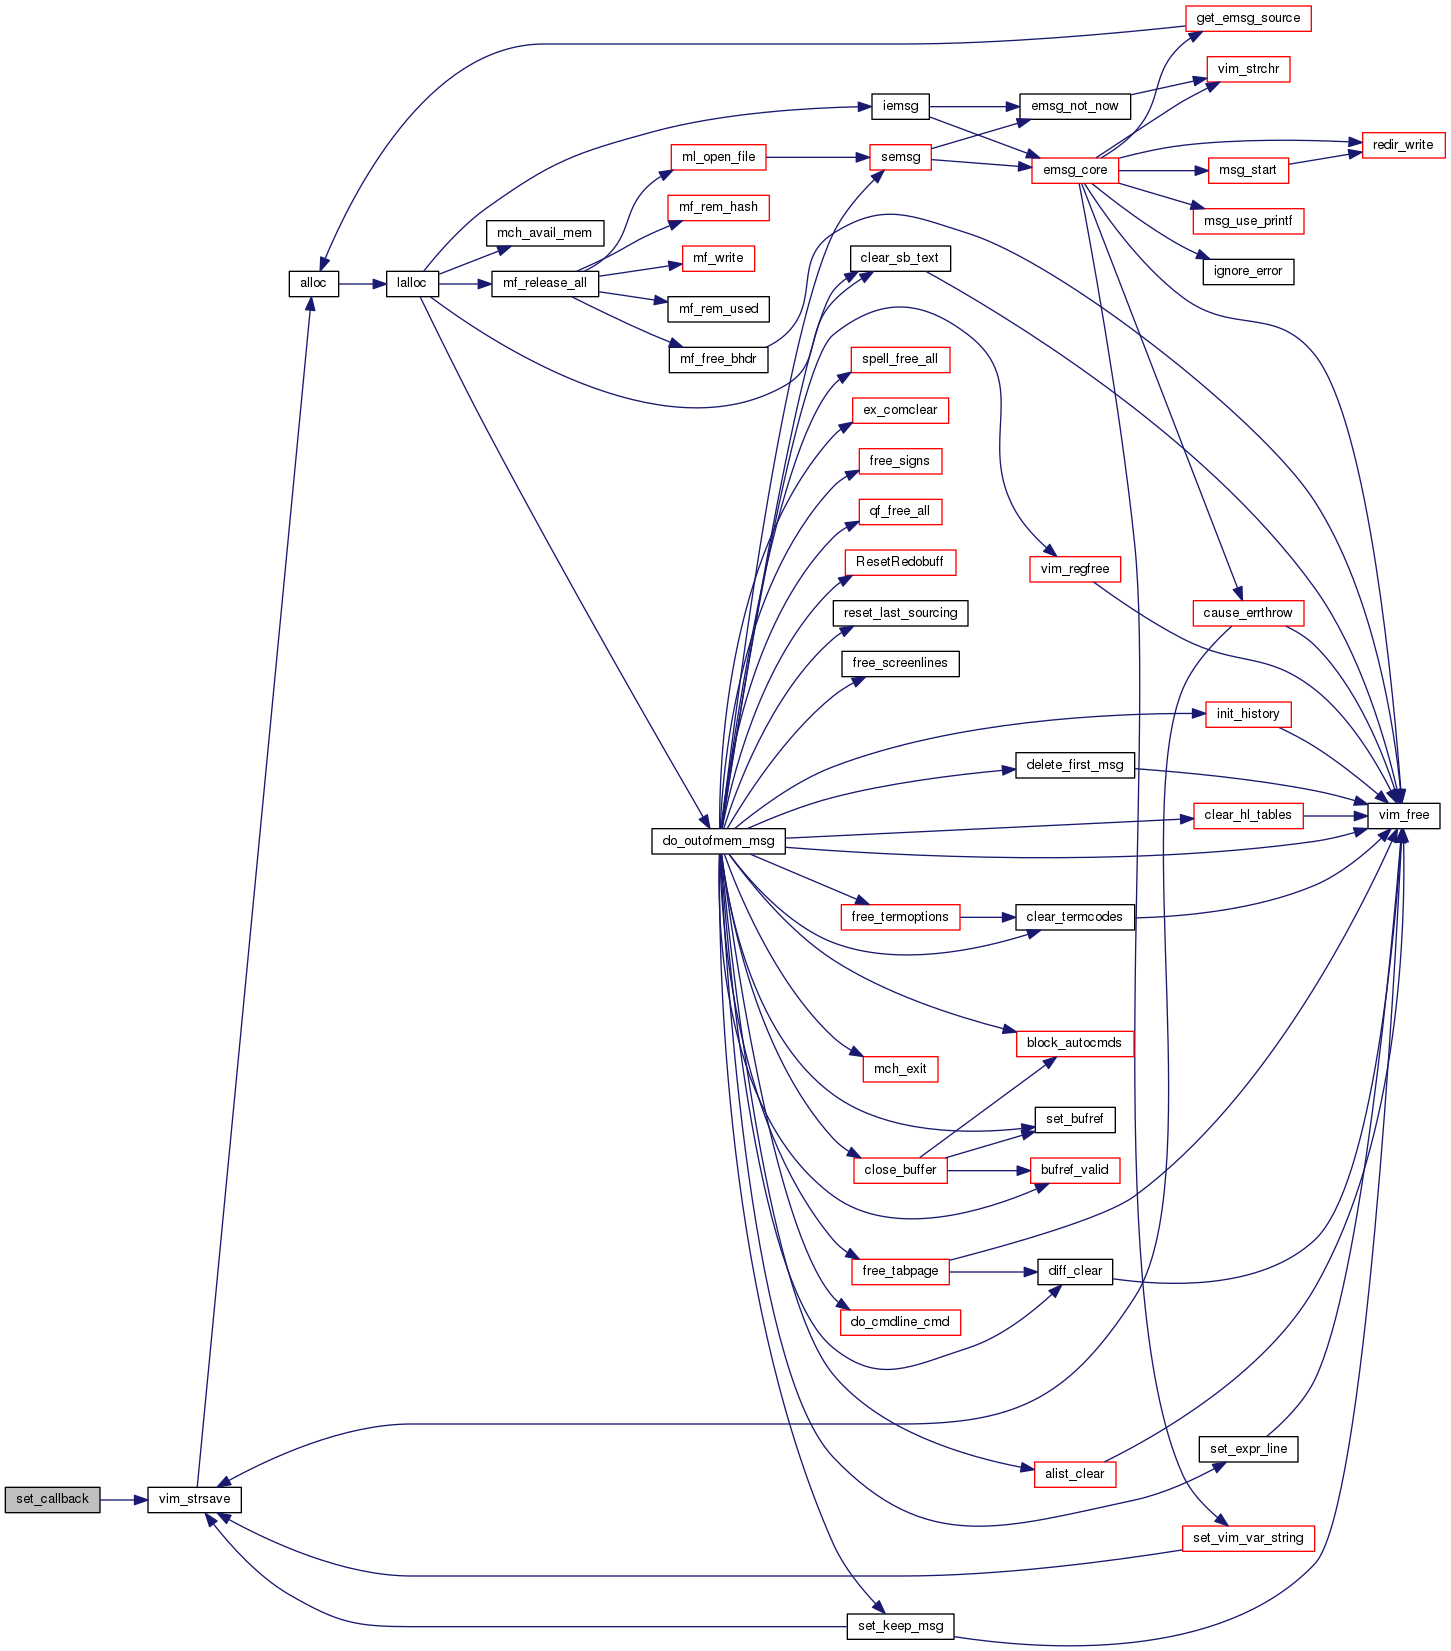 get_emsg_source
vim_strchr
iemsg
emsg_not_now
redir_write
ml_open_file
semsg
emsg_core
msg_start
mf_rem_hash
msg_use_printf
mch_avail_mem
clear_sb_text
mf_write
ignore_error
alloc
lalloc
mf_release_all
mf_rem_used
mf_free_bhdr
spell_free_all
ex_comclear
free_signs
qf_free_all
ResetRedobuff
vim_regfree
reset_last_sourcing
cause_errthrow
free_screenlines
init_history
delete_first_msg
clear_hl_tables
vim_free
do_outofmem_msg
free_termoptions
clear_termcodes
block_autocmds
mch_exit
set_bufref
close_buffer
bufref_valid
free_tabpage
diff_clear
do_cmdline_cmd
set_expr_line
alist_clear
set_callback
vim_strsave
set_vim_var_string
set_keep_msg